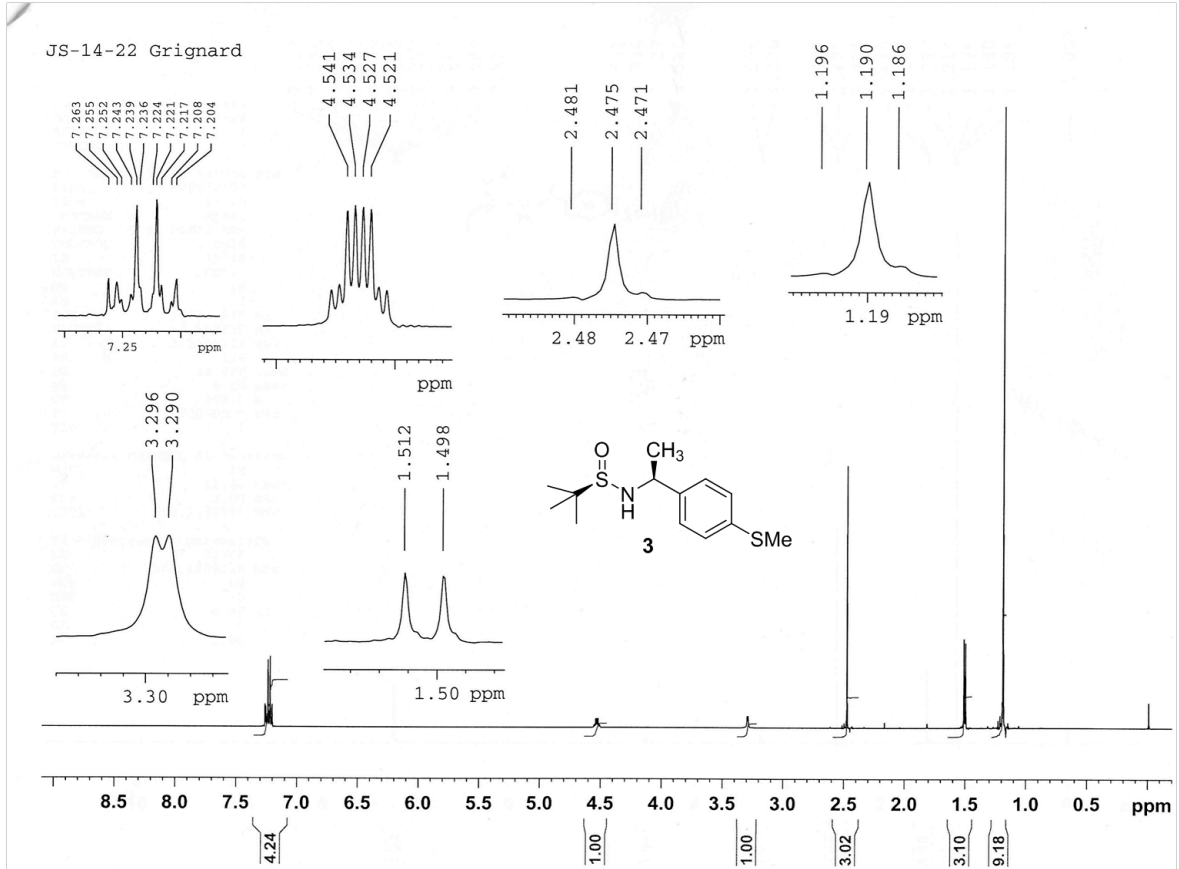 JS-14-22 Grignard
7.263
7.255
7.252
7.243
7.239
7.236
7.224
7.221
7.217
7.208
7.204
7.25 ppm
4.541
4.534
4.527
4.521
ppm
2.481
2.475
2.471
2.48 2.47 ppm
1.196
1.190
1.186
1.19 ppm
3.296
3.290
3.30 ppm
1.512
1.498
1.50 ppm
O
CH3
S
N
H
SMe
3
8.5 8.0 7.5 7.0 6.5 6.0 5.5 5.0 4.5 4.0 3.5 3.0 2.5 2.0 1.5 1.0 0.5 ppm
4.24
1.00
1.00
3.02
3.10
9.18